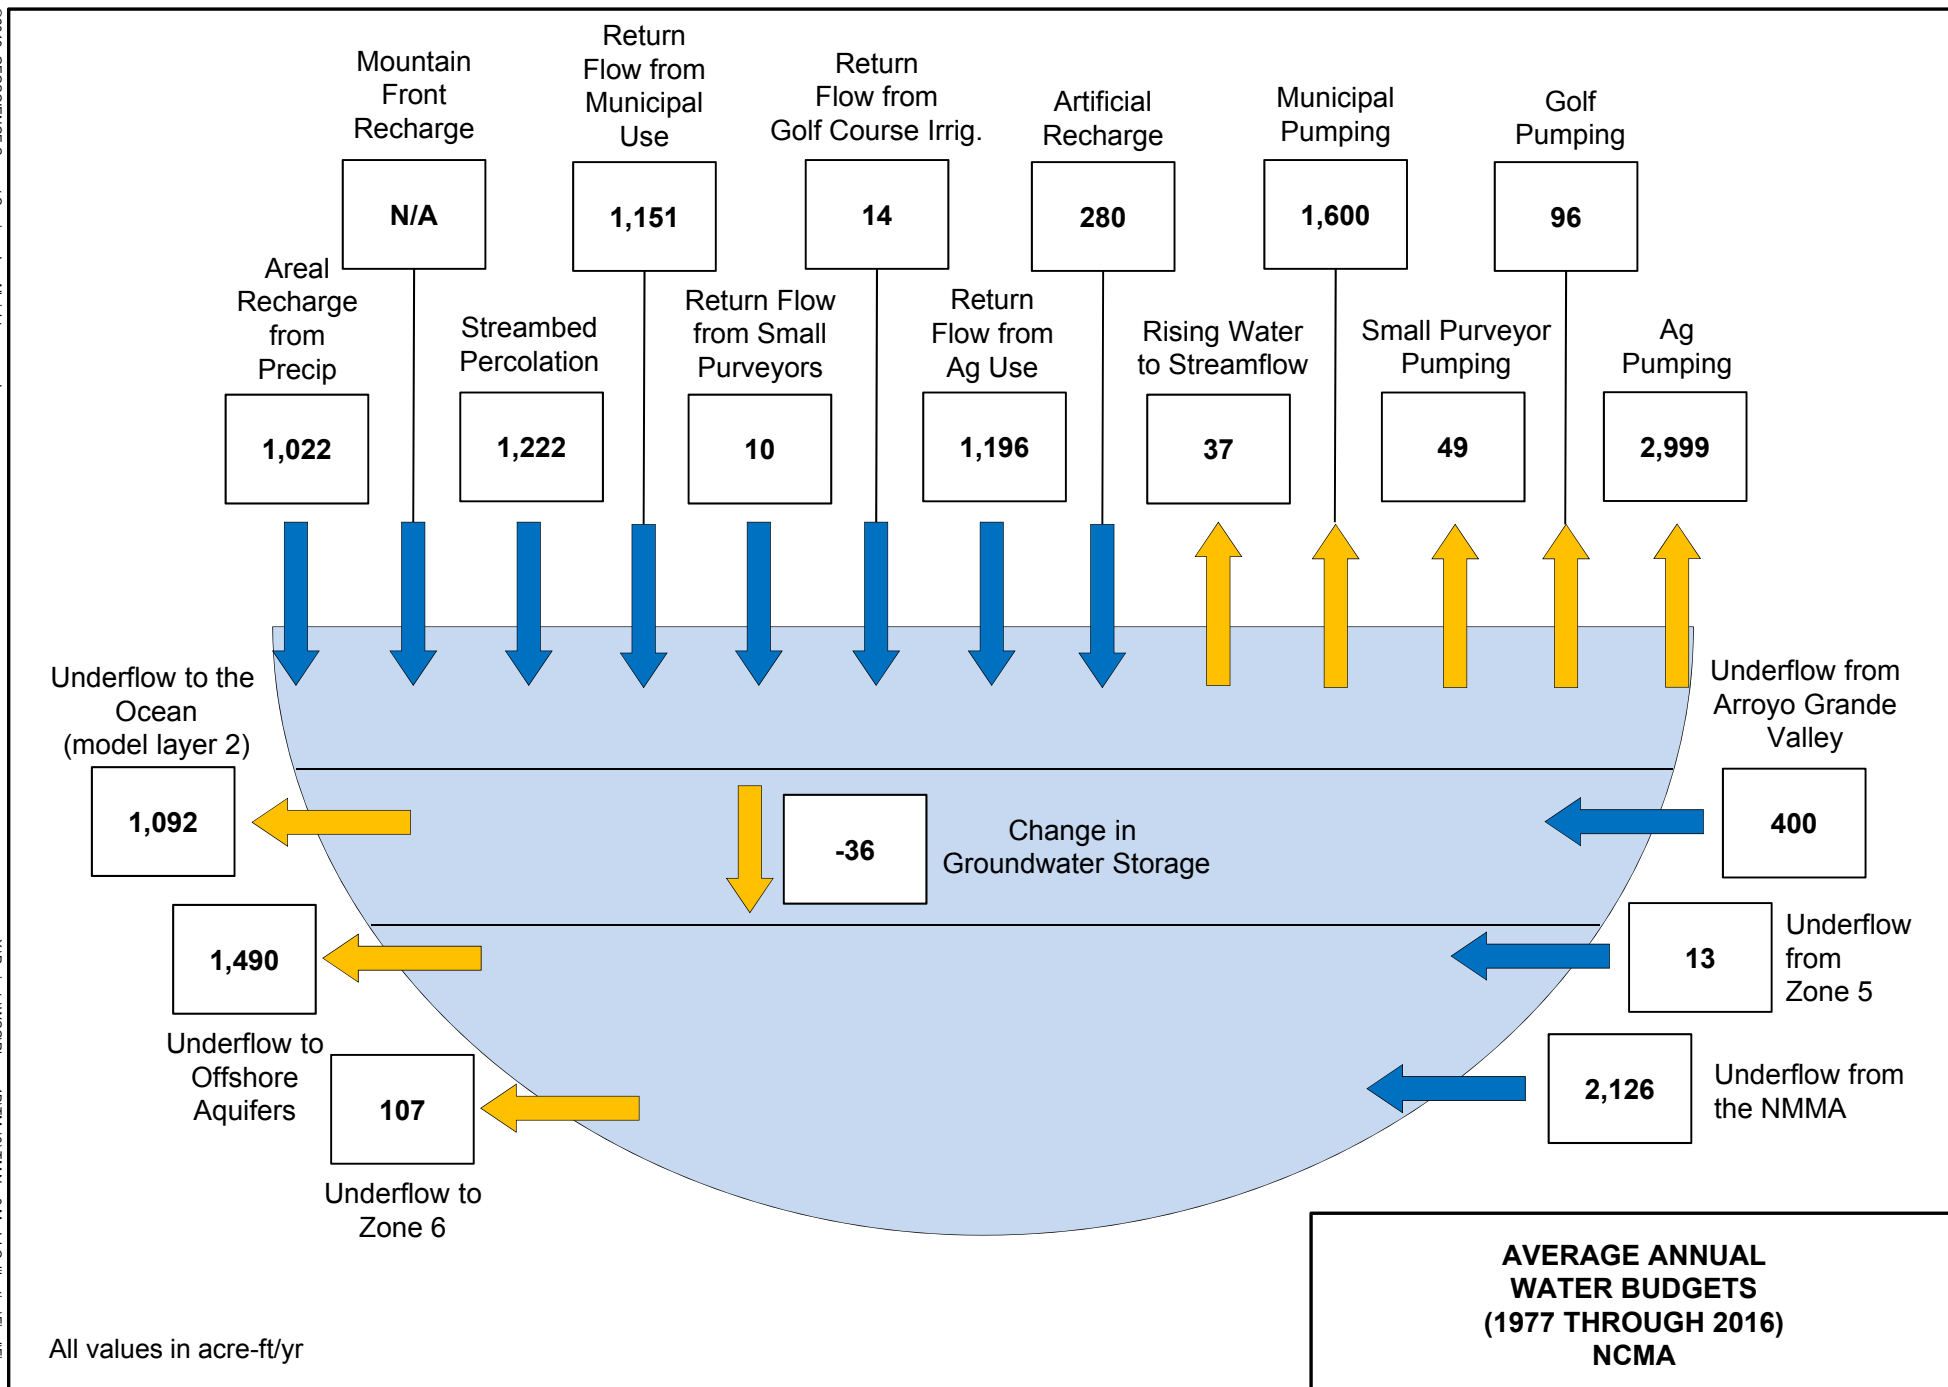 Mountain
Front
Recharge
N/A
Return
Flow from
Municipal
Use
1,151
Return
Flow from
Golf Course Irrig.
14
Artificial
Recharge
280
Municipal
Pumping
1,600
Golf
Pumping
96
Areal
Recharge
from
Precip
1,022
Streambed
Percolation
1,222
Return Flow
from Small
Purveyors
10
Return
Flow from
Ag Use
1,196
Rising Water
to Streamflow
37
Small Purveyor
Pumping
49
Ag
Pumping
2,999
Underflow to the
Ocean
(model layer 2)
1,092
-36
Change in
Groundwater Storage
Underflow from
Arroyo Grande
Valley
400
1,490
Underflow to
Offshore
Aquifers
13
Underflow
from
Zone 5
107
Underflow to
Zone 6
2,126
Underflow from
the NMMA
All values in acre-ft/yr
AVERAGE ANNUAL
WATER BUDGETS
(1977 THROUGH 2016)
NCMA